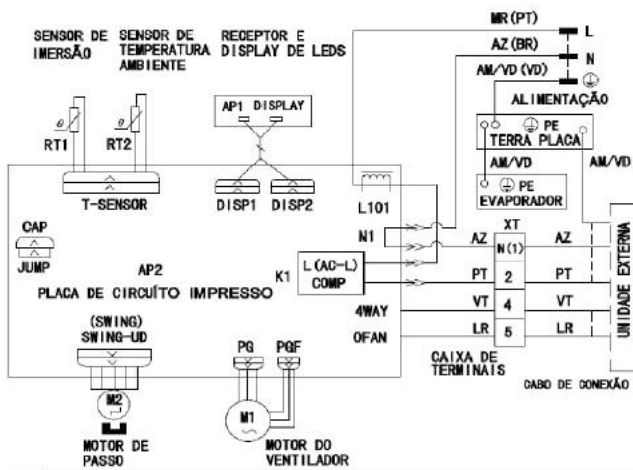 SENSOR DE
IMERSÃO
SENSOR DE
TEMPERATURA
AMBIENTE
RECEPTOR E
DISPLAY DE LEDS
MR(PT)
L
AZ(BR)
N
AM/VD(VD)
ALIMENTAÇÃO
AP1 DISPLAY
θ
RT1
θ
RT2
PE
TERRA PLACA
AM/VD
AM/VD
PE
EVAPORADOR
T-SENSOR
DISP1
DISP2
L101
CAP
JUMP
N1
XT
AZ
N(1)
AZ
K1
L(AC-L)
COMP
PT
2
PT
AP2
PLACA DE CIRCUÍTO IMPRESSO
4WAY
VT
4
VT
OFAN
LR
5
LR
UNIDADE EXTERNA
(SWING)
SWING-UD
PG
PGF
CAIXA DE
TERMINAIS
CABO DE CONEXÃO
M2
M1
MOTOR DE
PASSO
MOTOR DO
VENTILADOR